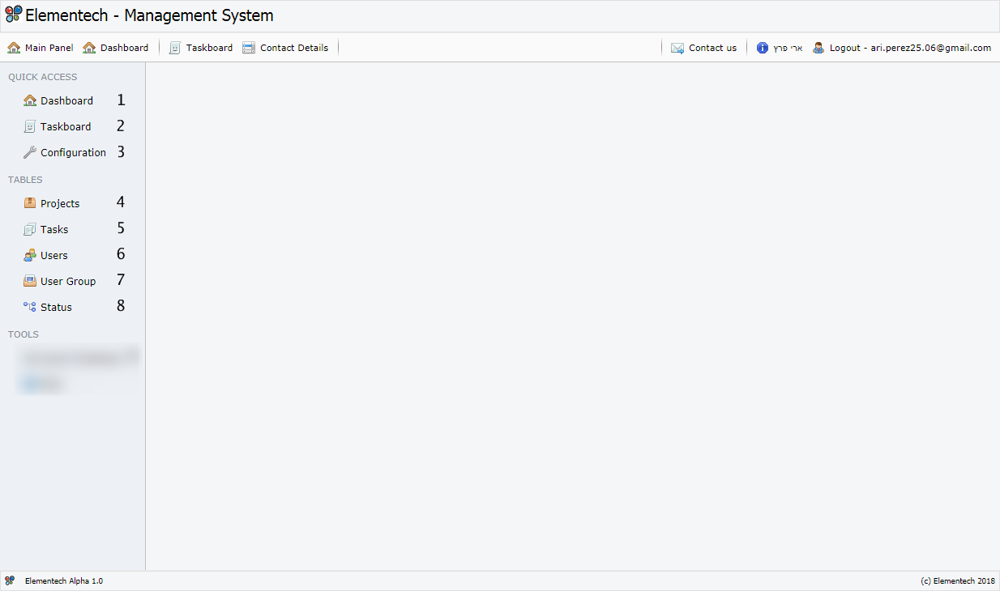 Elementech - Management System
Main Panel Dashboard Taskboard Contact Details Contact us ארי פרץ Logout - ari.perez25.06@gmail.com
QUICK ACCESS
Dashboard 1
Taskboard 2
Configuration 3
TABLES
Projects 4
Tasks 5
Users 6
User Group 7
Status 8
TOOLS
Elementech Alpha 1.0 (c) Elementech 2018